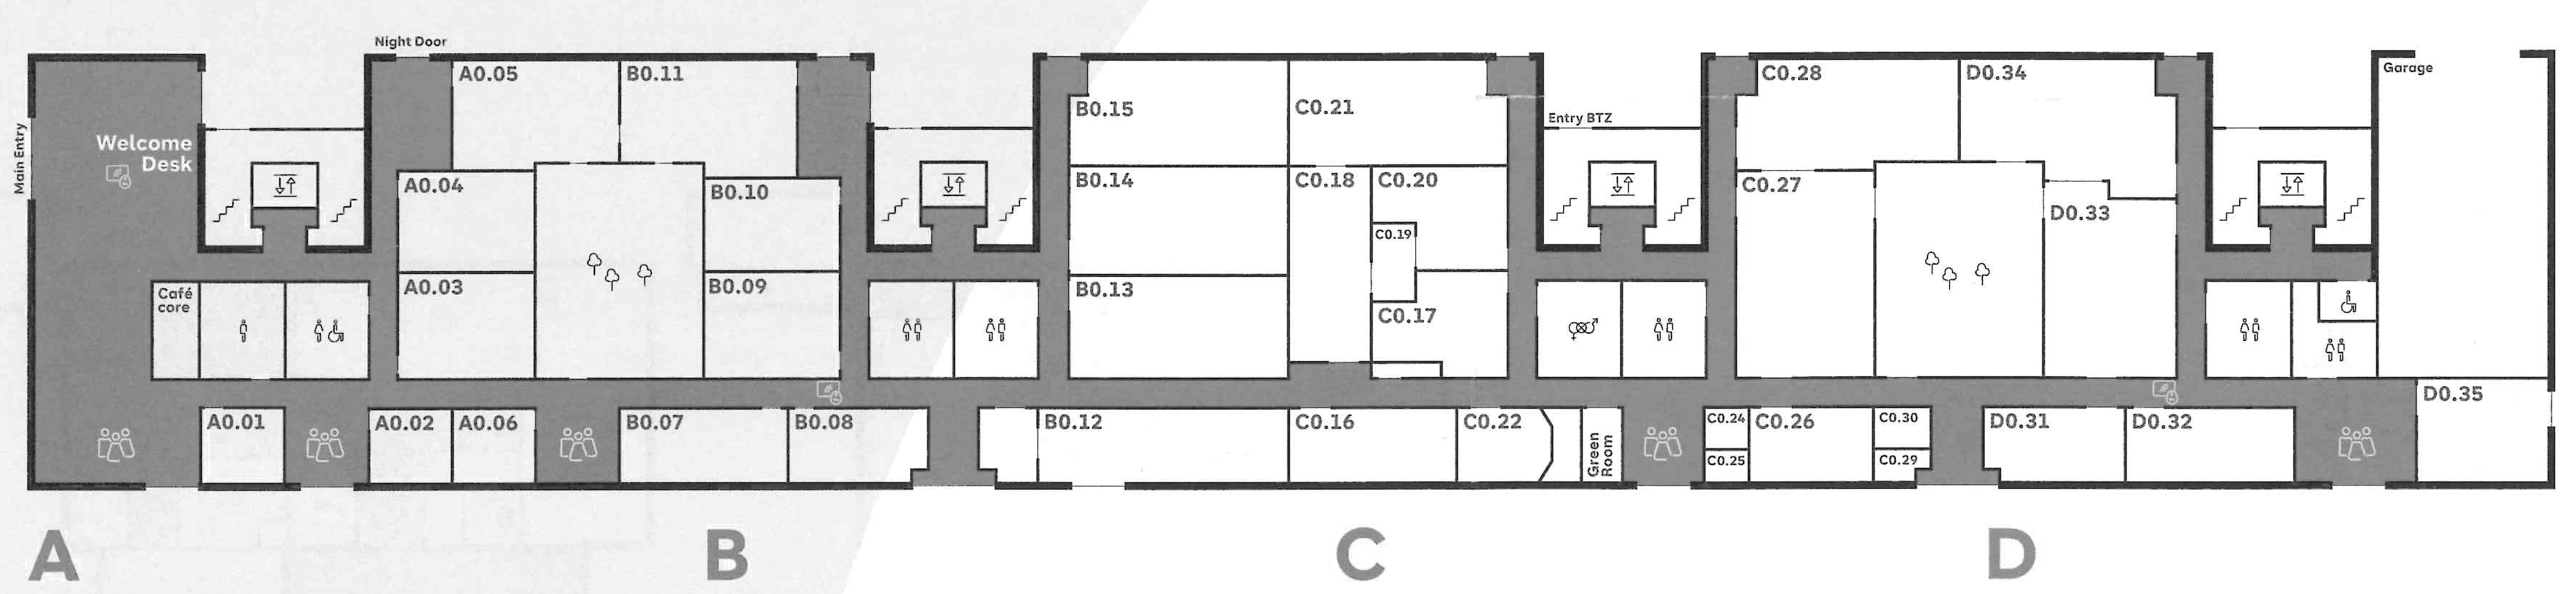 Night Door
Main Entry
Welcome
Desk
Café
core
A0.05
B0.11
A0.04
B0.10
A0.03
B0.09
A0.01
A0.02
A0.06
B0.07
B0.08
B0.15
C0.21
B0.14
C0.18
C0.20
C0.19
B0.13
C0.17
B0.12
C0.16
C0.22
Green
Room
Entry BTZ
C0.28
D0.34
C0.27
D0.33
C0.24
C0.25
C0.26
C0.30
C0.29
D0.31
D0.32
Garage
D0.35
A
B
C
D